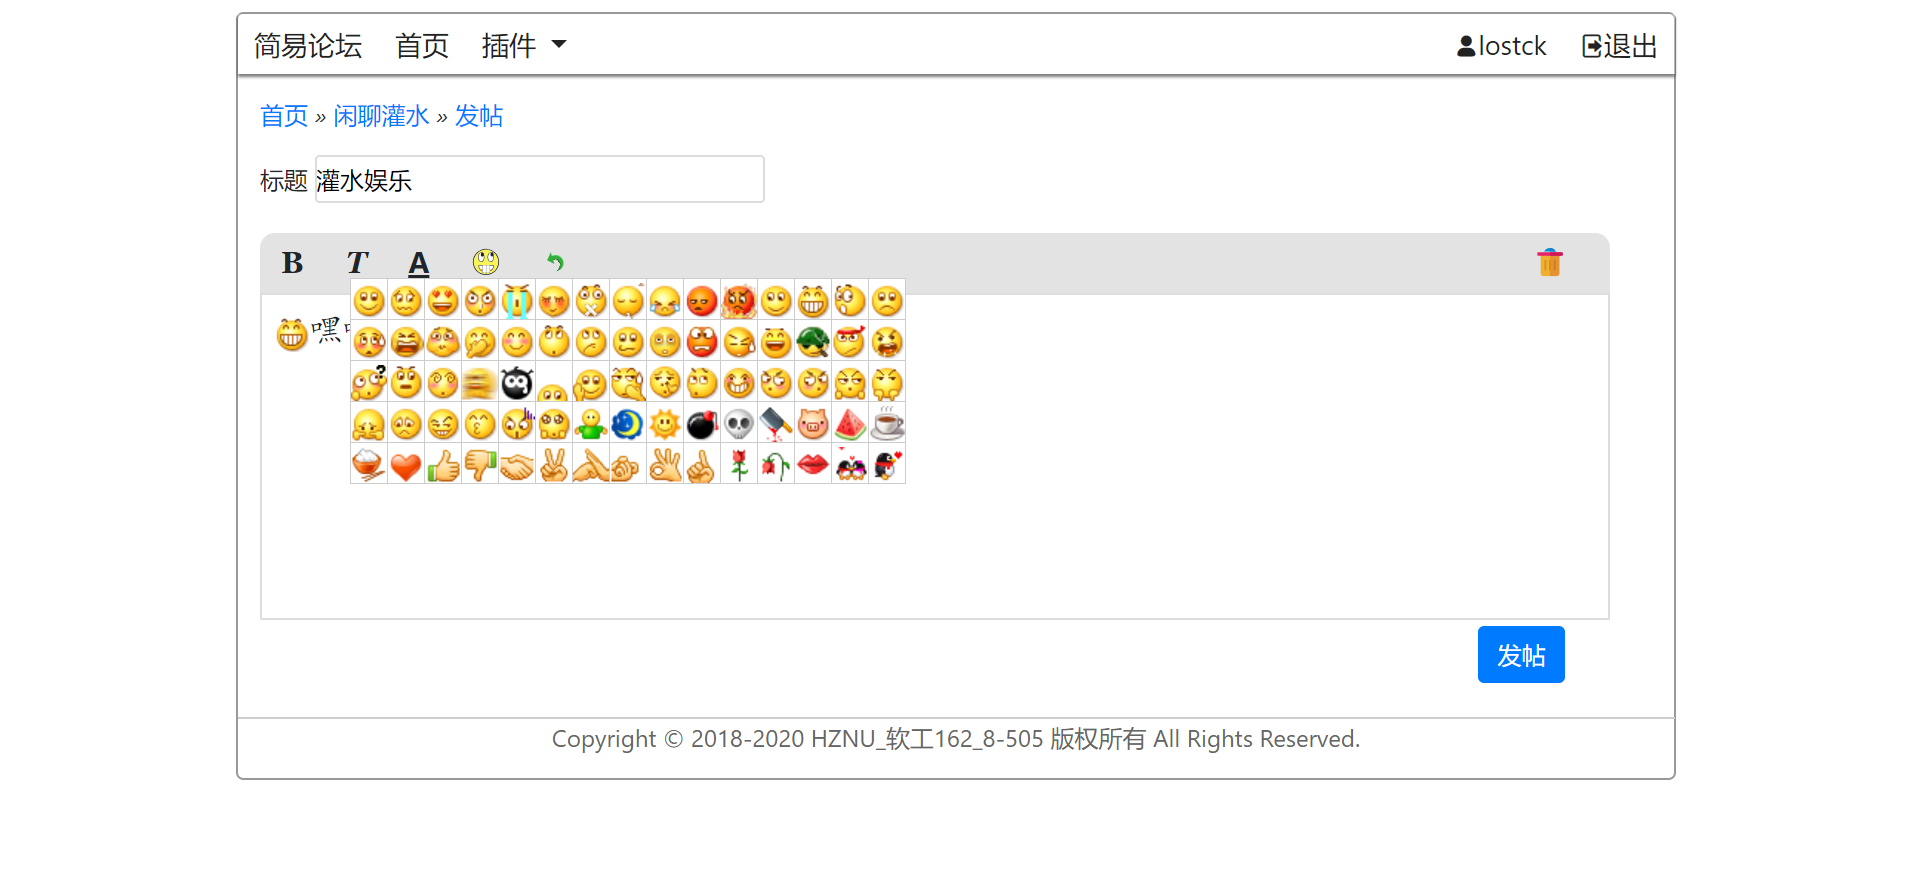 简易论坛 首页 插件 lostck 退出
首页 » 闲聊灌水 » 发帖
标题 灌水娱乐
B T A
嘿
发帖
Copyright © 2018-2020 HZNU_软工162_8-505 版权所有 All Rights Reserved.